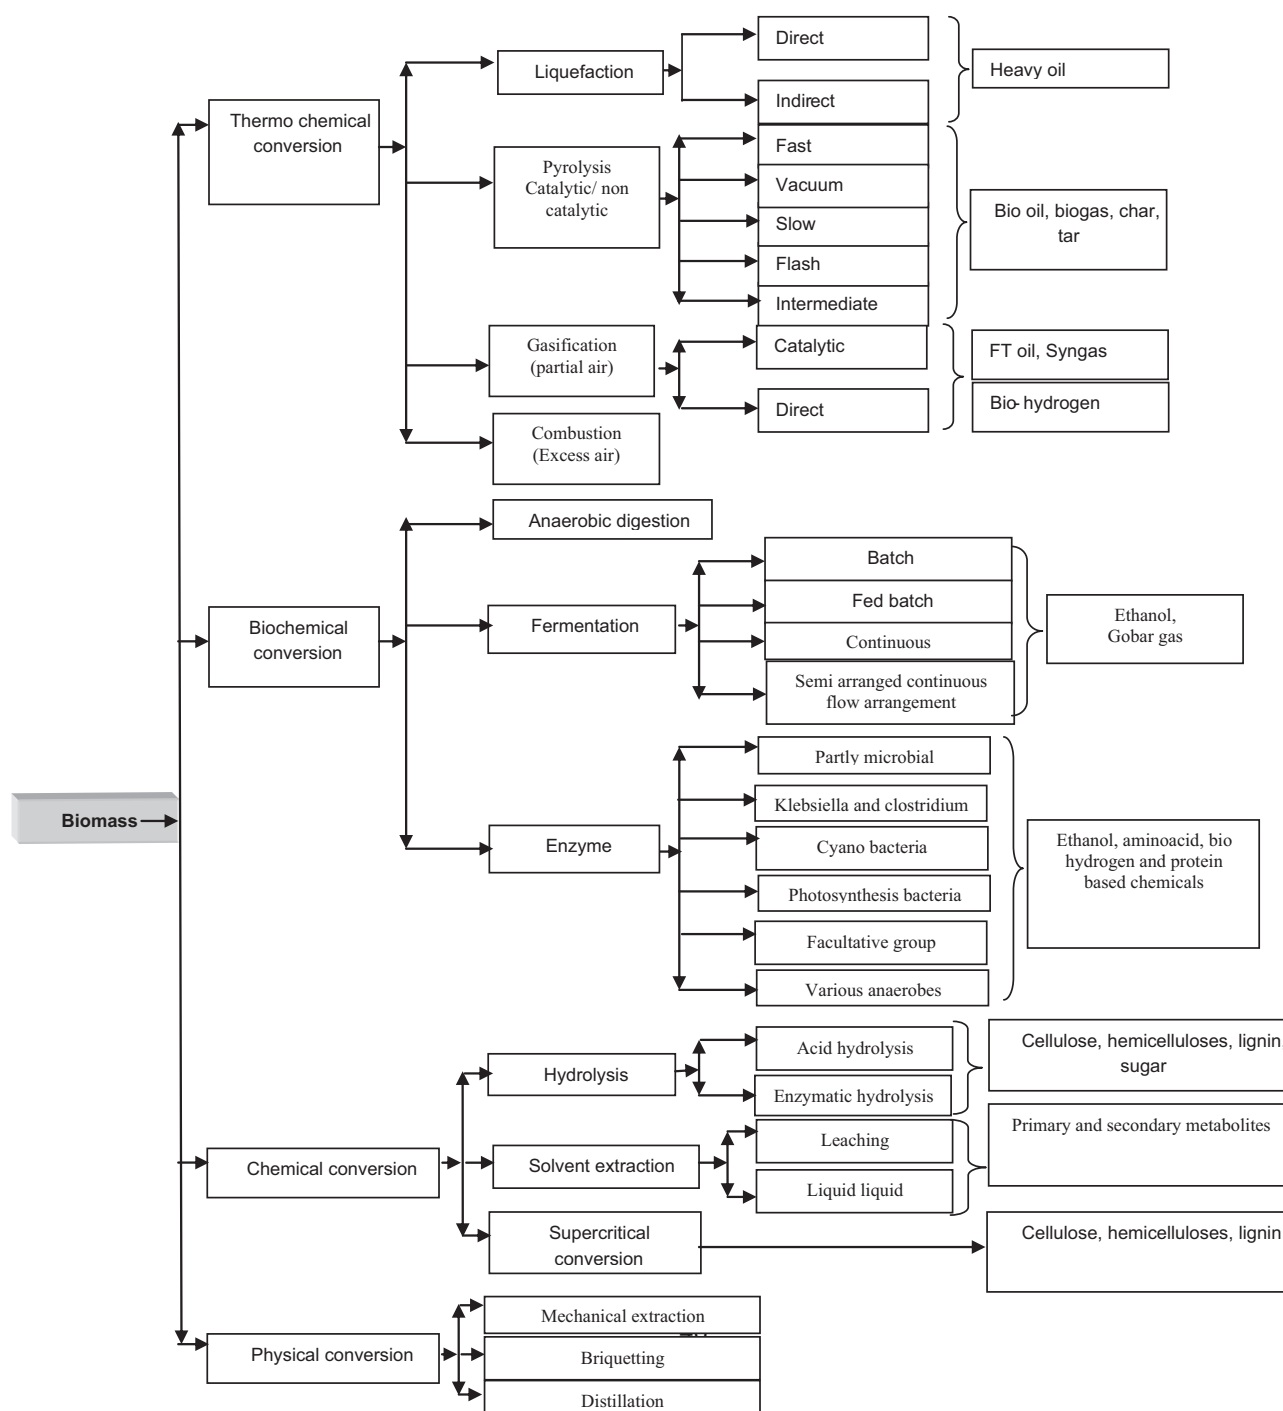 Biomass
Thermo chemical
conversion
Liquefaction
Direct
Indirect
Heavy oil
Pyrolysis
Catalytic/ non
catalytic
Fast
Vacuum
Slow
Flash
Intermediate
Bio oil, biogas, char,
tar
Gasification
(partial air)
Catalytic
Direct
FT oil, Syngas
Bio-hydrogen
Combustion
(Excess air)
Biochemical
conversion
Anaerobic digestion
Fermentation
Batch
Fed batch
Continuous
Semi arranged continuous
flow arrangement
Ethanol,
Gobar gas
Enzyme
Partly microbial
Klebsiella and clostridium
Cyano bacteria
Photosynthesis bacteria
Facultative group
Various anaerobes
Ethanol, aminoacid, bio
hydrogen and protein
based chemicals
Chemical conversion
Hydrolysis
Acid hydrolysis
Enzymatic hydrolysis
Cellulose, hemicelluloses, lignin,
sugar
Solvent extraction
Leaching
Liquid liquid
Primary and secondary metabolites
Supercritical
conversion
Cellulose, hemicelluloses, lignin
Physical conversion
Mechanical extraction
Briquetting
Distillation